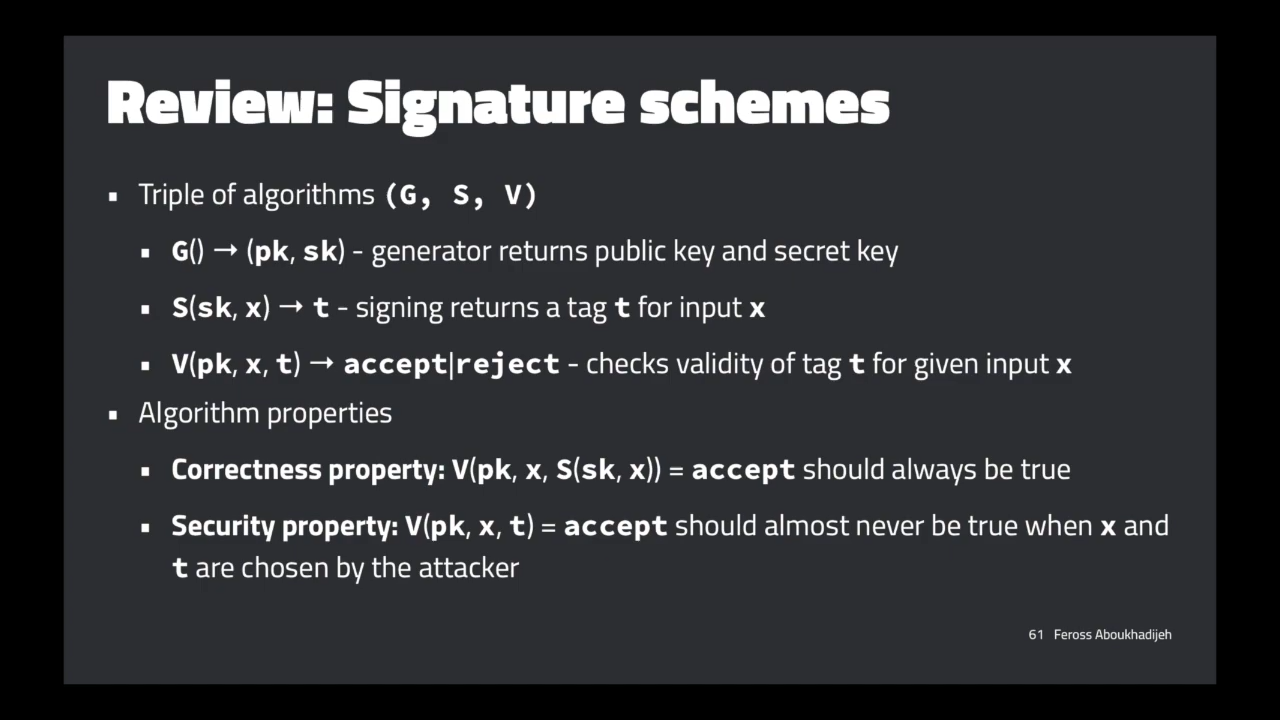 Review: Signature schemes
▪ Triple of algorithms (G, S, V)
▪ G() → (pk, sk) - generator returns public key and secret key
▪ S(sk, x) → t - signing returns a tag t for input x
▪ V(pk, x, t) → accept|reject - checks validity of tag t for given input x
▪ Algorithm properties
▪ Correctness property: V(pk, x, S(sk, x)) = accept should always be true
▪ Security property: V(pk, x, t) = accept should almost never be true when x and
t are chosen by the attacker
61 Feross Aboukhadijeh